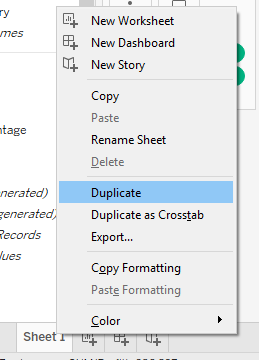 ry
mes
New Worksheet
New Dashboard
New Story
Copy
Paste
Rename Sheet
Delete
ntage
Duplicate
enerated)
Duplicate as Crosstab
generated)
Export...
Records
lues
Copy Formatting
Paste Formatting
Color
Sheet 1